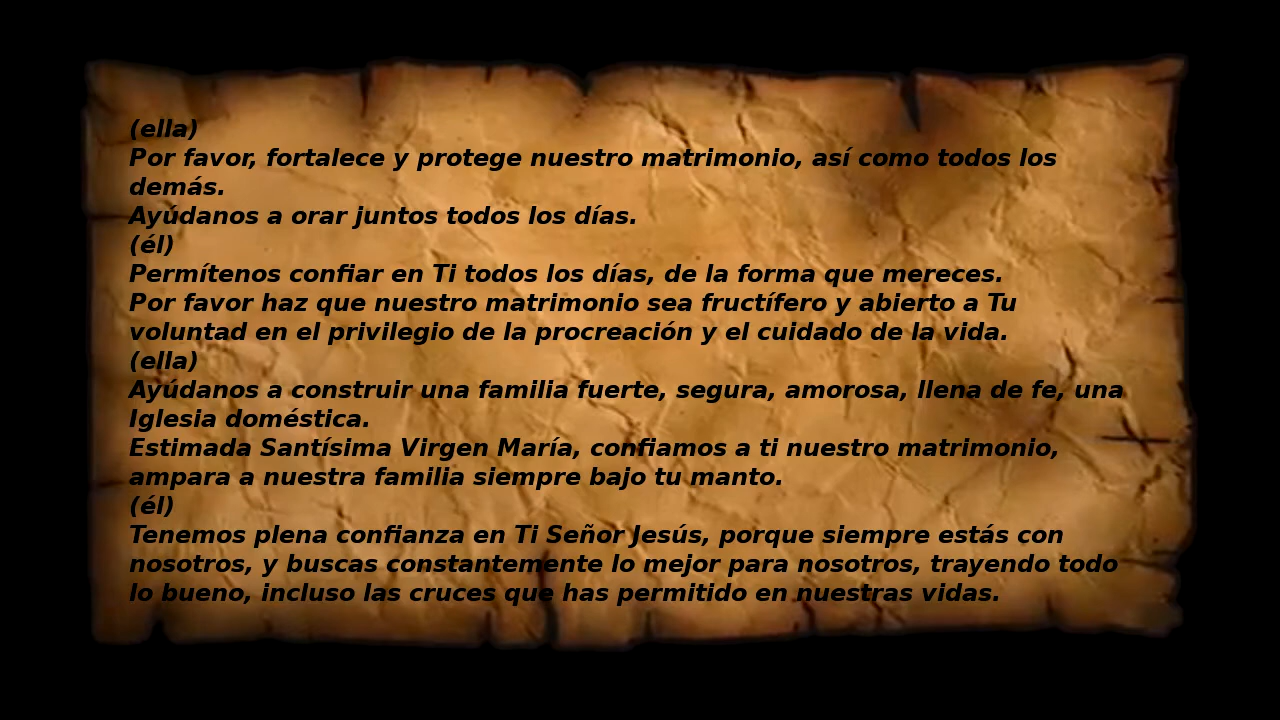 (ella)
Por favor, fortalece y protege nuestro matrimonio, así como todos los
demás.
Ayúdanos a orar juntos todos los días.
(él)
Permítenos confiar en Ti todos los días, de la forma que mereces.
Por favor haz que nuestro matrimonio sea fructífero y abierto a Tu
voluntad en el privilegio de la procreación y el cuidado de la vida.
(ella)
Ayúdanos a construir una familia fuerte, segura, amorosa, llena de fe, una
Iglesia doméstica.
Estimada Santísima Virgen María, confiamos a ti nuestro matrimonio,
ampara a nuestra familia siempre bajo tu manto.
(él)
Tenemos plena confianza en Ti Señor Jesús, porque siempre estás con
nosotros, y buscas constantemente lo mejor para nosotros, trayendo todo
lo bueno, incluso las cruces que has permitido en nuestras vidas.